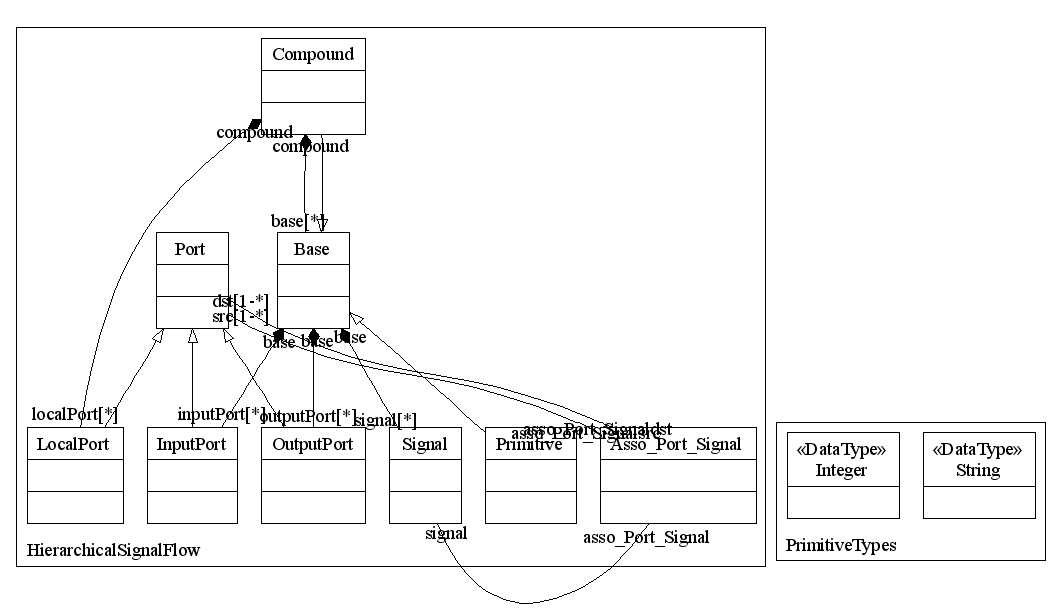 Compound
compound
compound
base[*]
Port
Base
dst[1-*]
src[1-*]
base
base
base
localPort[*]
inputPort[*]
outputPort[*]
signal[*]
asso_Port_Signaldst
asso_Port_Signalsrc
LocalPort
InputPort
OutputPort
Signal
Primitve
Asso_Port_Signal
signal
asso_Port_Signal
HierarchicalSignalFlow
«DataType»
Integer
«DataType»
String
PrimitiveTypes